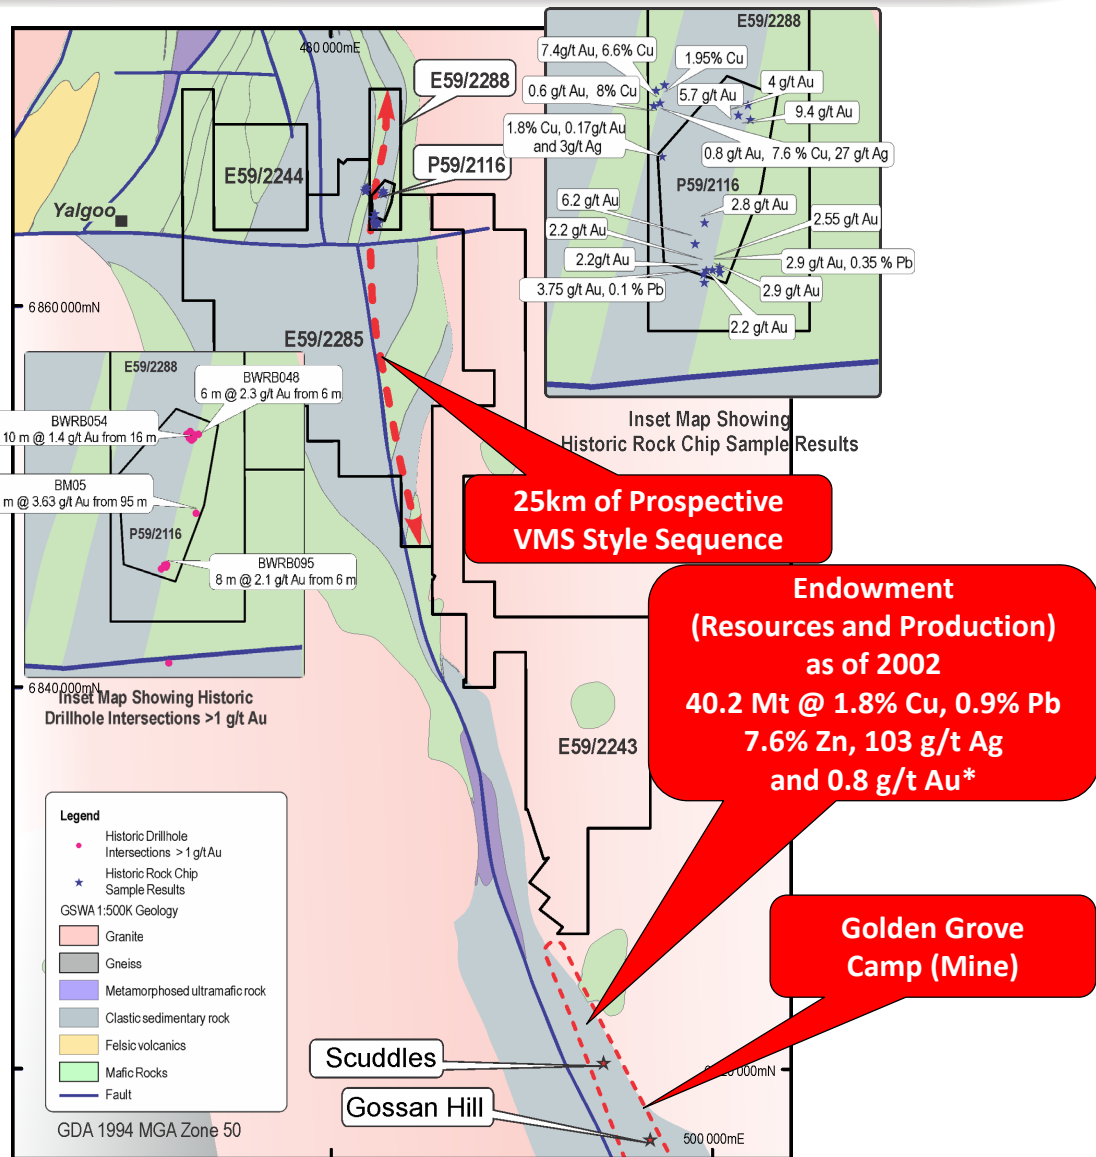 480 000mE
E59/2288
P59/2116
E59/2244
Yalgoo
6 860 000mN
E59/2285
E59/2288
7.4g/t Au, 6.6% Cu
1.95% Cu
0.6 g/t Au, 8% Cu
5.7 g/t Au
4 g/t Au
9.4 g/t Au
1.8% Cu, 0.17g/t Au
and 3g/t Ag
0.8 g/t Au, 7.6 % Cu, 27 g/t Ag
P59/2116
6.2 g/t Au
2.8 g/t Au
2.2 g/t Au
2.55 g/t Au
2.2g/t Au
2.9 g/t Au, 0.35 % Pb
3.75 g/t Au, 0.1 % Pb
2.9 g/t Au
2.2 g/t Au
Inset Map Showing
Historic Rock Chip Sample Results
E59/2288
BWRB048
6 m @ 2.3 g/t Au from 6 m
BWRB054
10 m @ 1.4 g/t Au from 16 m
BM05
m @ 3.63 g/t Au from 95 m
P59/2116
BWRB095
8 m @ 2.1 g/t Au from 6 m
6 840 000mN
Inset Map Showing Historic
Drillhole Intersections >1 g/t Au
25km of Prospective
VMS Style Sequence
Endowment
(Resources and Production)
as of 2002
40.2 Mt @ 1.8% Cu, 0.9% Pb
7.6% Zn, 103 g/t Ag
and 0.8 g/t Au*
E59/2243
Golden Grove
Camp (Mine)
Scuddles
Gossan Hill
20 000mN
500 000mE
Legend
Historic Drillhole
Intersections > 1 g/t Au
Historic Rock Chip
Sample Results
GSWA 1:500K Geology
Granite
Gneiss
Metamorphosed ultramafic rock
Clastic sedimentary rock
Felsic volcanics
Mafic Rocks
Fault
GDA 1994 MGA Zone 50